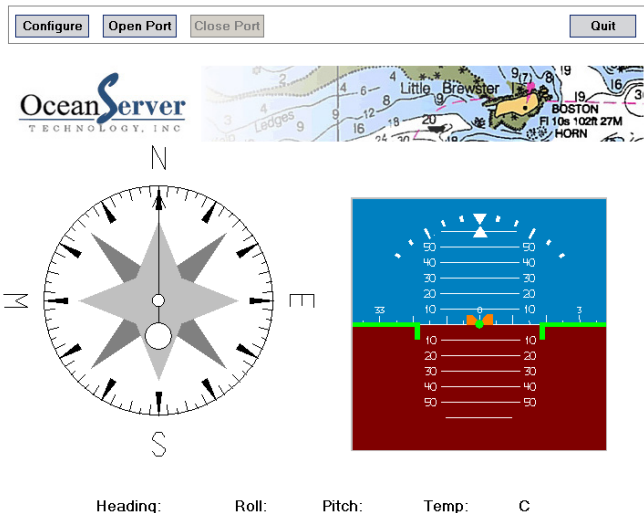 Configure Open Port Close Port Quit
OceanServer
TECHNOLOGY, INC
Little Brewster
Ledges
BOSTON
Fl 10s 102ft 27M
HORN
N
W
E
S
50 50
40 40
30 30
20 20
10 10
33 0 3
10 10
20 20
30 30
40 40
50 50
Heading: Roll: Pitch: Temp: C